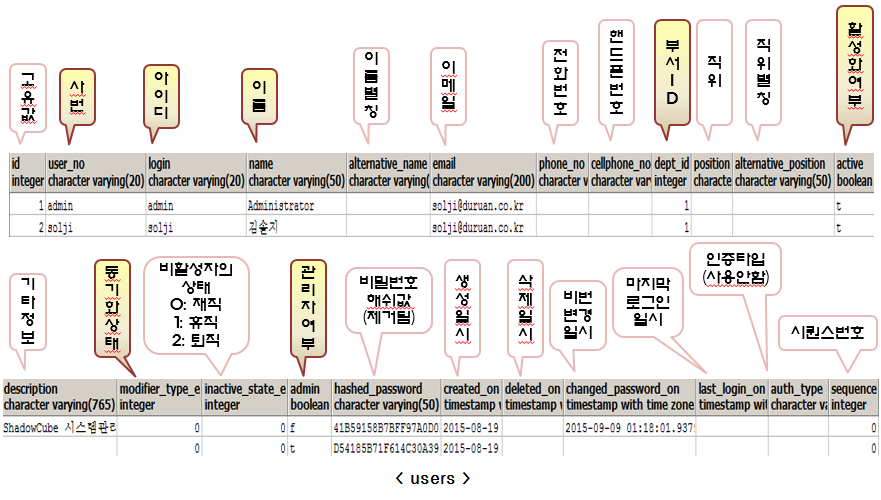 고유값
사번
아이디
이름
이름별칭
이메일
전화번호
핸드폰번호
부서ID
직위
직위별칭
활성화여부
id user_no login name alternative_name email phone_no cellphone_no dept_id position alternative_position active
integer character varying(20) character varying(20) character varying(50) character varying( character varying(200) character v character var integer characte character varying(50) boolean
1 admin admin Administrator solji@duruan.co.kr 1 t
2 solji solji 김솔지 solji@duruan.co.kr 1 t
기타정보
동기화상태
비활성자의
상태
0: 재직
1: 휴직
2: 퇴직
관리자여부
비밀번호
해쉬값
(제거됨)
생성일시
삭제일시
비번
변경
일시
마지막
로그인
일시
인증타입
(사용안함)
시퀀스번호
description modifier_type_e inactive_state_e admin hashed_password created_on deleted_on changed_password_on last_login_on auth_type sequence
character varying(765) integer integer boolean character varying(50) timestamp w timestamp w timestamp with time zone timestamp wit character va integer
ShadowCube 시스템관리 0 0 f 41B59158B7BFF97A0D0 2015-08-19 2015-09-09 01:18:01.937 0
0 0 t D54185B71F614C30A39 2015-08-19 0
< users >